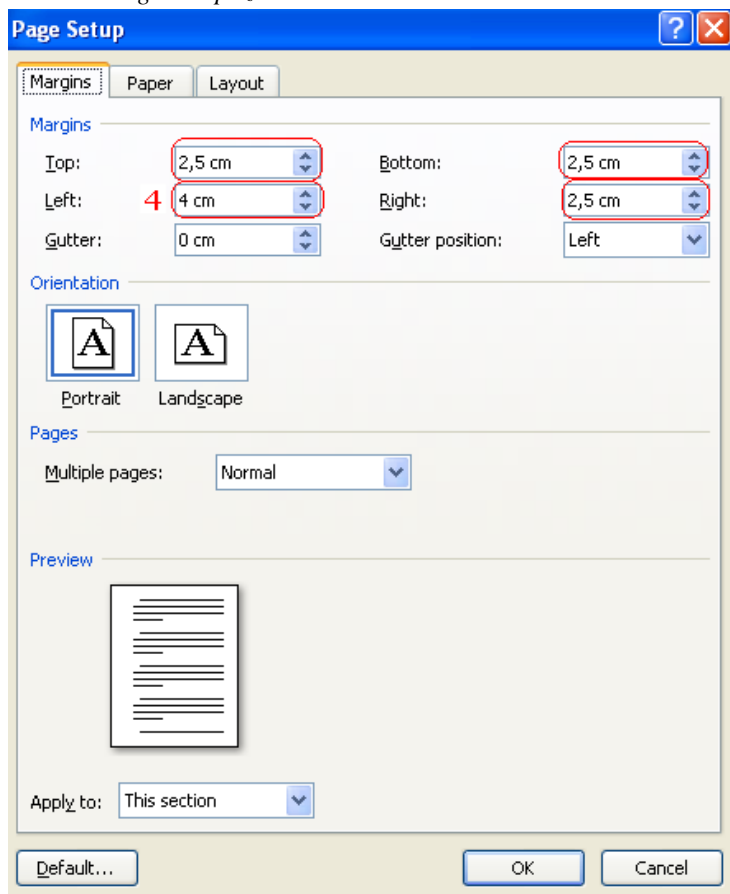 Page Setup
Margins Paper Layout
Margins
Top: 2,5 cm Bottom: 2,5 cm
Left: 4 4 cm Right: 2,5 cm
Gutter: 0 cm Gutter position: Left
Orientation
A A
Portrait Landscape
Pages
Multiple pages: Normal
Preview
Apply to: This section
Default... OK Cancel